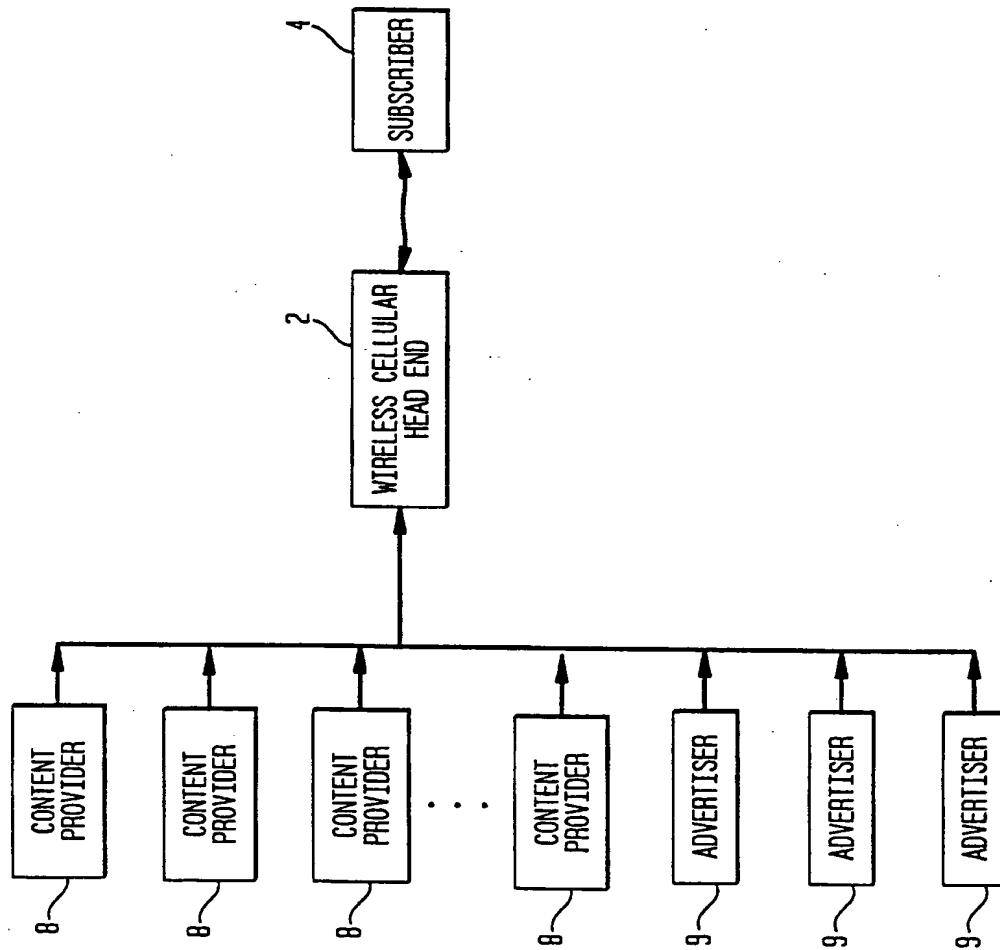 CONTENT
PROVIDER
8
CONTENT
PROVIDER
8
CONTENT
PROVIDER
8
CONTENT
PROVIDER
8
ADVERTISER
9
ADVERTISER
9
ADVERTISER
9
WIRELESS CELLULAR
HEAD END
2
SUBSCRIBER
4